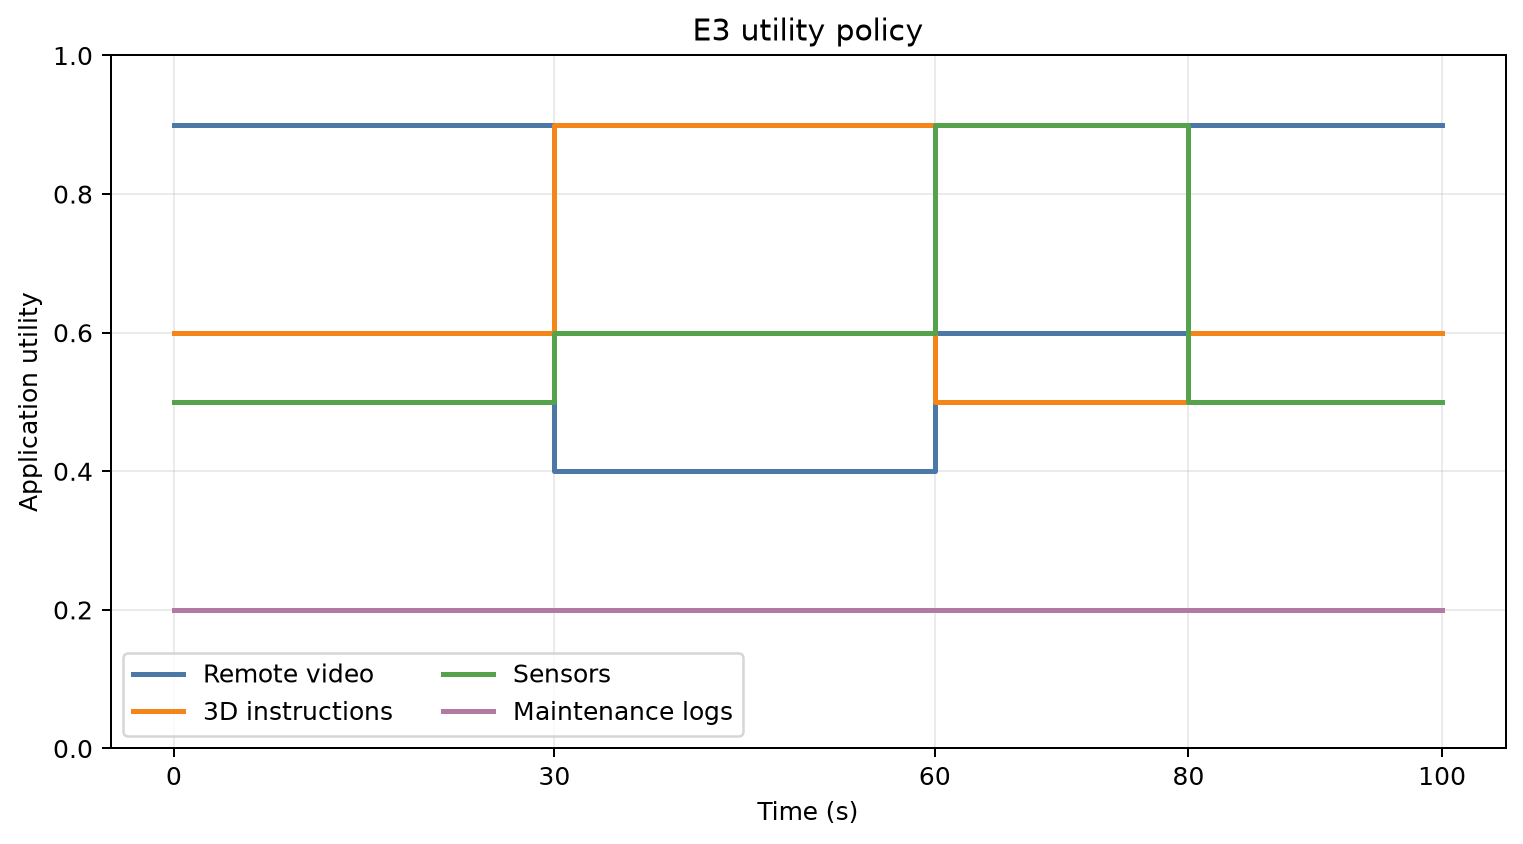 E3 utility policy
1.0
0.8
0.6
0.4
0.2
0.0
Application utility
Remote video
3D instructions
Sensors
Maintenance logs
0 30 60 80 100
Time (s)